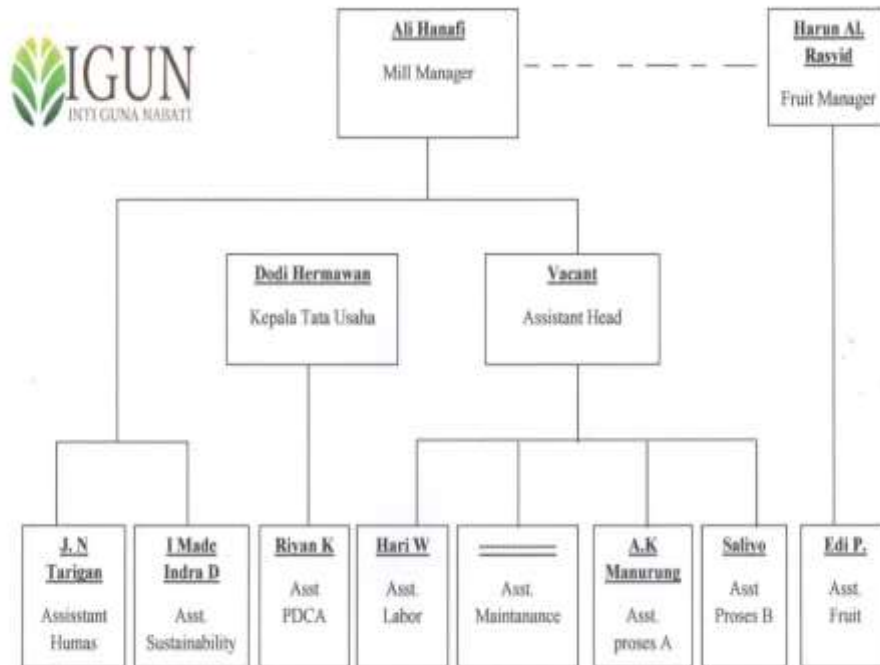 IGUN
INTI GUNA NABATI
Ali Hanafi
Mill Manager
Harun Al.
Rasyid
Fruit Manager
Dodi Hermawan
Kepala Tata Usaha
Vacant
Assistant Head
J. N
Tarigan
Assisstant
Humas
I Made
Indra D
Asst.
Sustainability
Riyan K
Asst
PDCA
Hari W
Asst.
Labor
Asst.
Maintanance
A.K
Manurung
Asst.
proses A
Salivo
Asst
Proses B
Edi P.
Asst.
Fruit